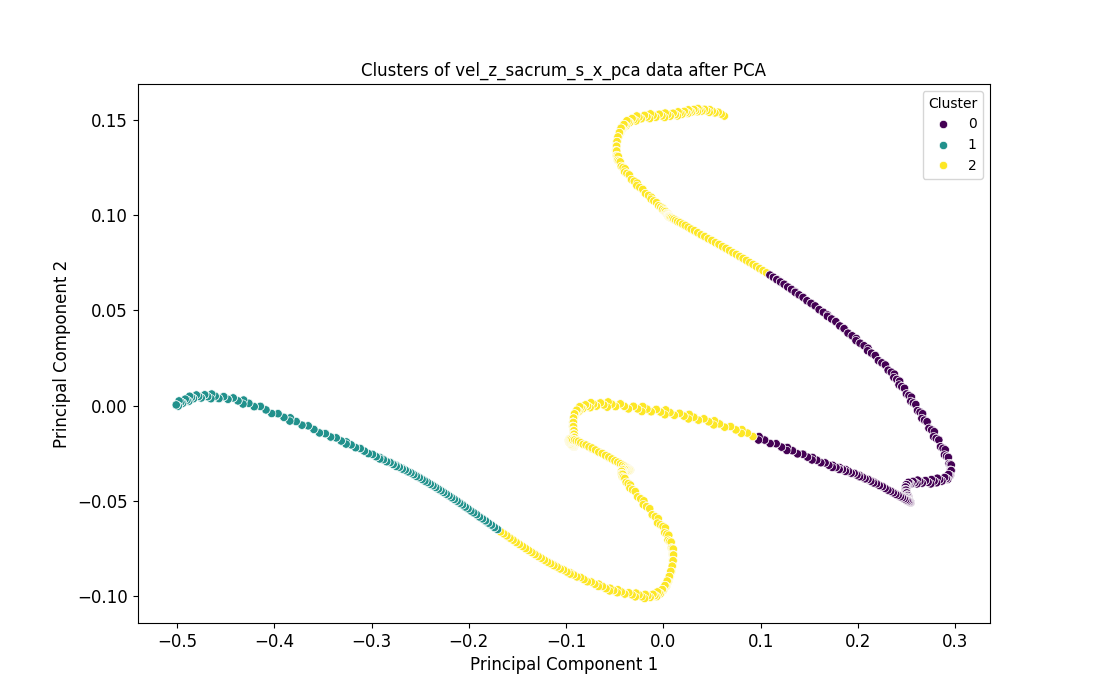 Clusters of vel_z_sacrum_s_x_pca data after PCA
Cluster
0
1
2
Principal Component 2
0.15
0.10
0.05
0.00
−0.05
−0.10
−0.5 −0.4 −0.3 −0.2 −0.1 0.0 0.1 0.2 0.3
Principal Component 1